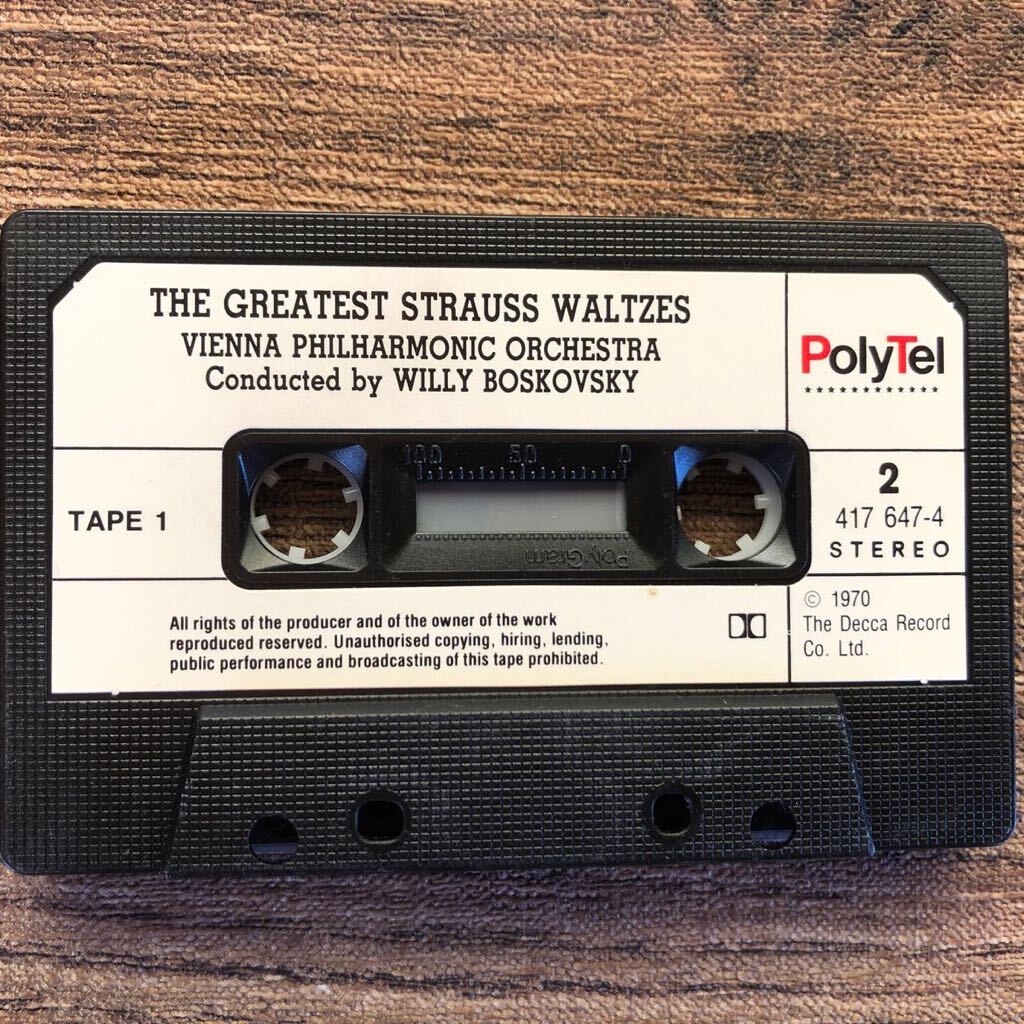 THE GREATEST STRAUSS WALTZES
VIENNA PHILHARMONIC ORCHESTRA
Conducted by WILLY BOSKOVSKY
PolyTel
100 50 0
TAPE 1
2
417 647-4
STEREO
PolyGram
All rights of the producer and of the owner of the work
reproduced reserved. Unauthorised copying, hiring, lending,
public performance and broadcasting of this tape prohibited.
© 1970
The Decca Record
Co. Ltd.